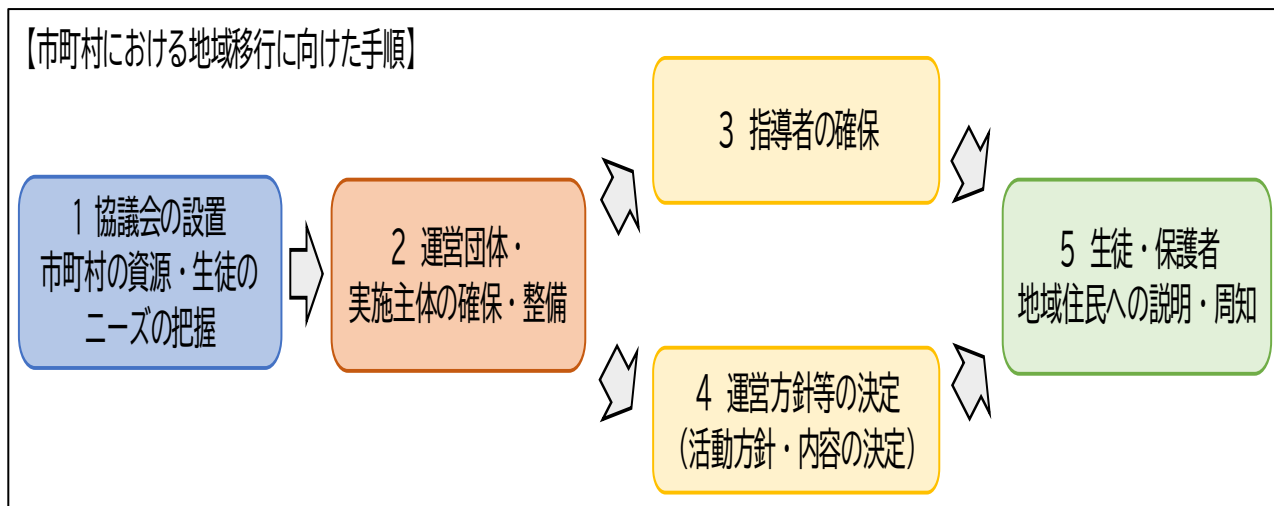 【市町村における地域移行に向けた手順】
1 協議会の設置
市町村の資源・生徒の
ニーズの把握
2 運営団体・
実施主体の確保・整備
3 指導者の確保
4 運営方針等の決定
(活動方針・内容の決定)
5 生徒・保護者
地域住民への説明・周知